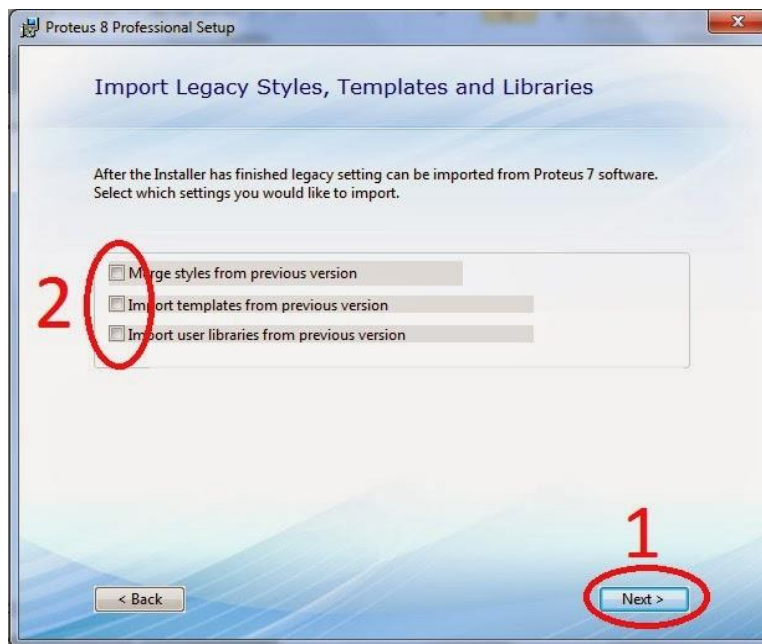 Proteus 8 Professional Setup
Import Legacy Styles, Templates and Libraries
After the Installer has finished legacy setting can be imported from Proteus 7 software.
Select which settings you would like to import.
2
Merge styles from previous version
Import templates from previous version
Import user libraries from previous version
1
< Back
Next >